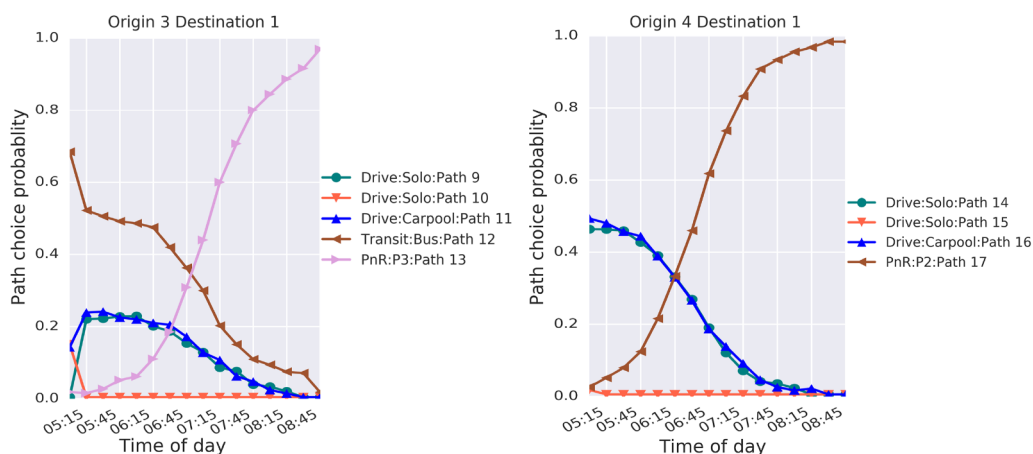 Origin 3 Destination 1
Path choice probablity
1.0
0.8
0.6
0.4
0.2
0.0
05:15
05:45
06:15
06:45
07:15
07:45
08:15
08:45
Time of day
Drive:Solo:Path 9
Drive:Solo:Path 10
Drive:Carpool:Path 11
Transit:Bus:Path 12
PnR:P3:Path 13
Origin 4 Destination 1
Path choice probablity
1.0
0.8
0.6
0.4
0.2
0.0
05:15
05:45
06:15
06:45
07:15
07:45
08:15
08:45
Time of day
Drive:Solo:Path 14
Drive:Solo:Path 15
Drive:Carpool:Path 16
PnR:P2:Path 17